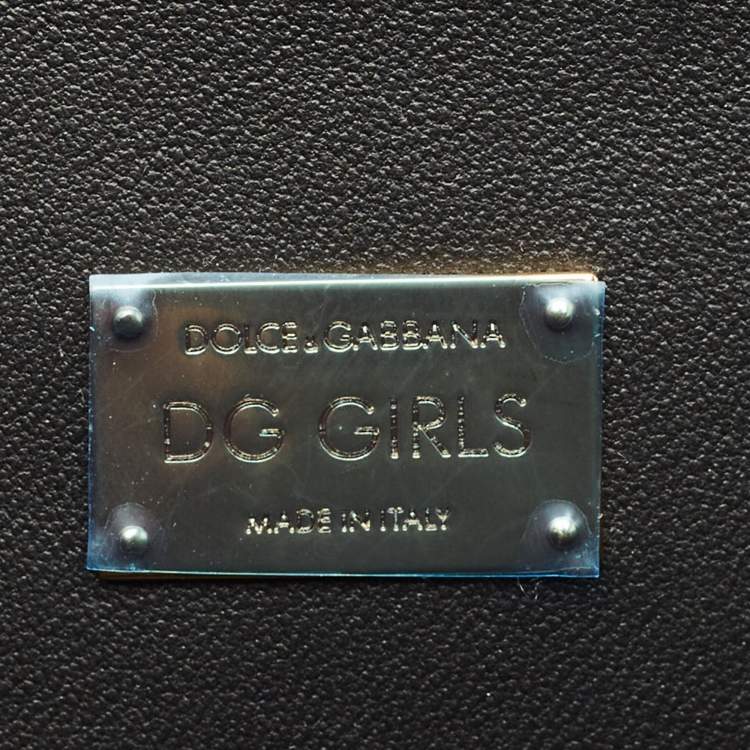 DOLCE & GABBANA
DG GIRLS
MADE IN ITALY